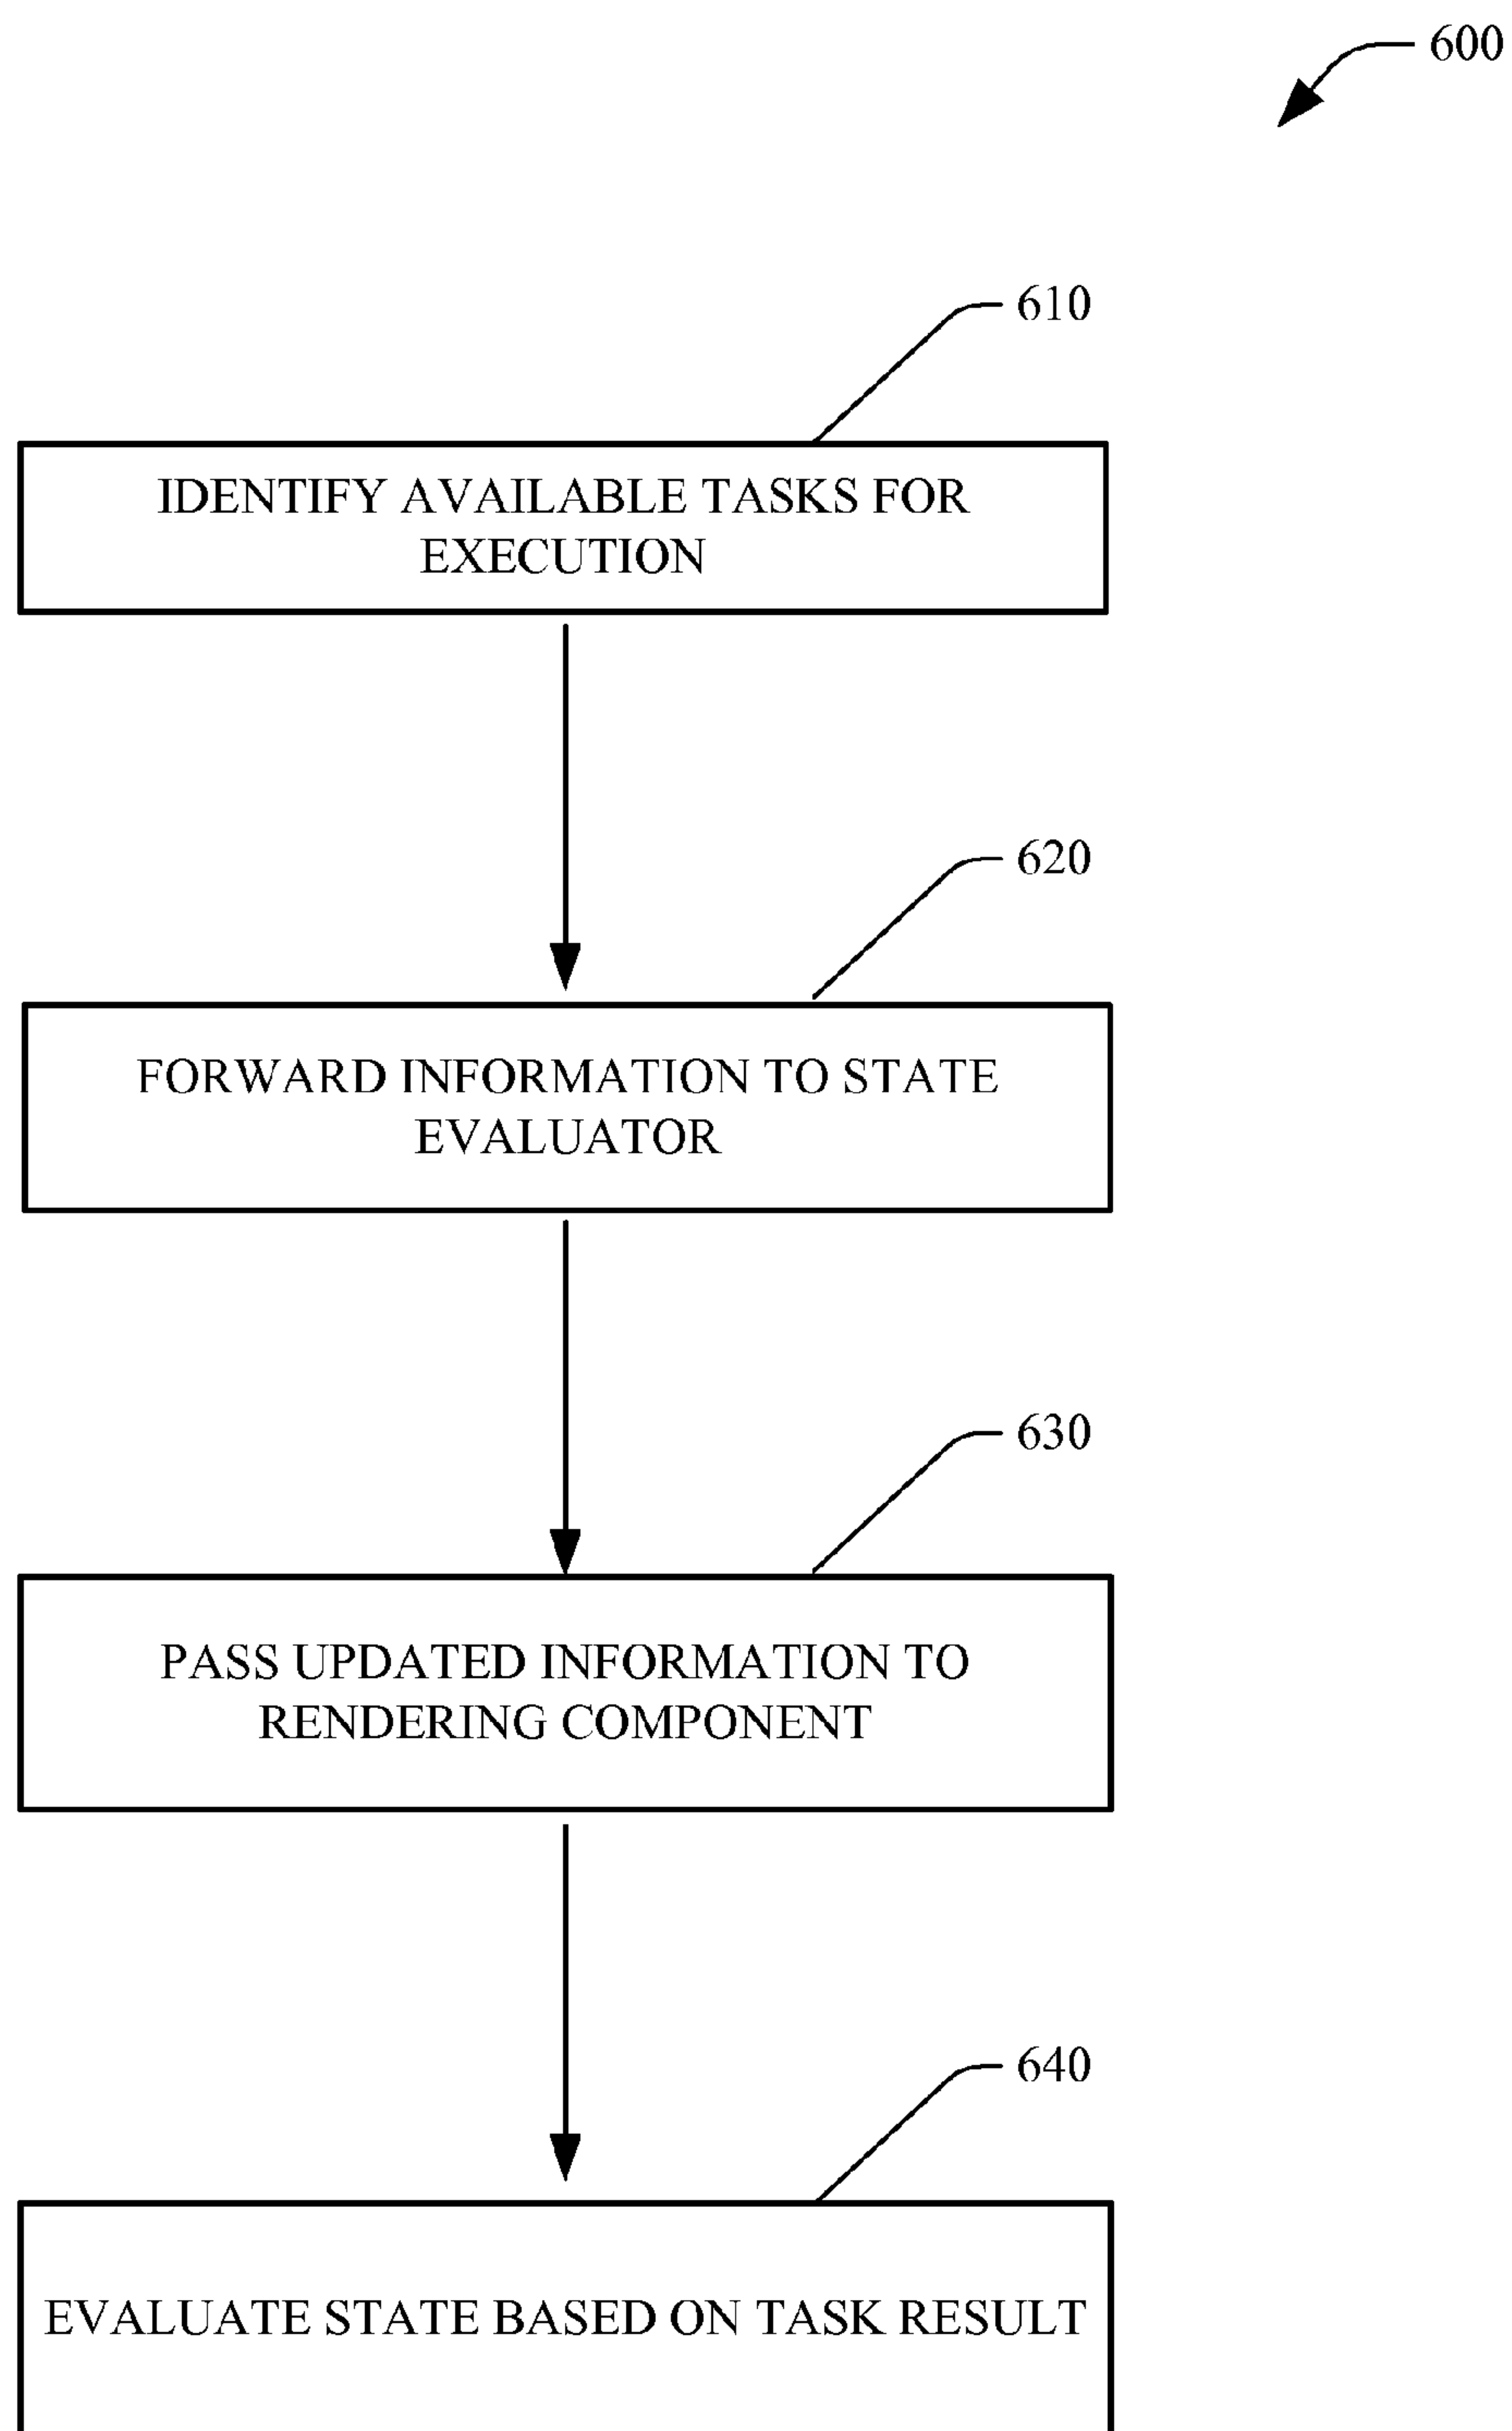 600
610
IDENTIFY AVAILABLE TASKS FOR
EXECUTION
620
FORWARD INFORMATION TO STATE
EVALUATOR
630
PASS UPDATED INFORMATION TO
RENDERING COMPONENT
640
EVALUATE STATE BASED ON TASK RESULT